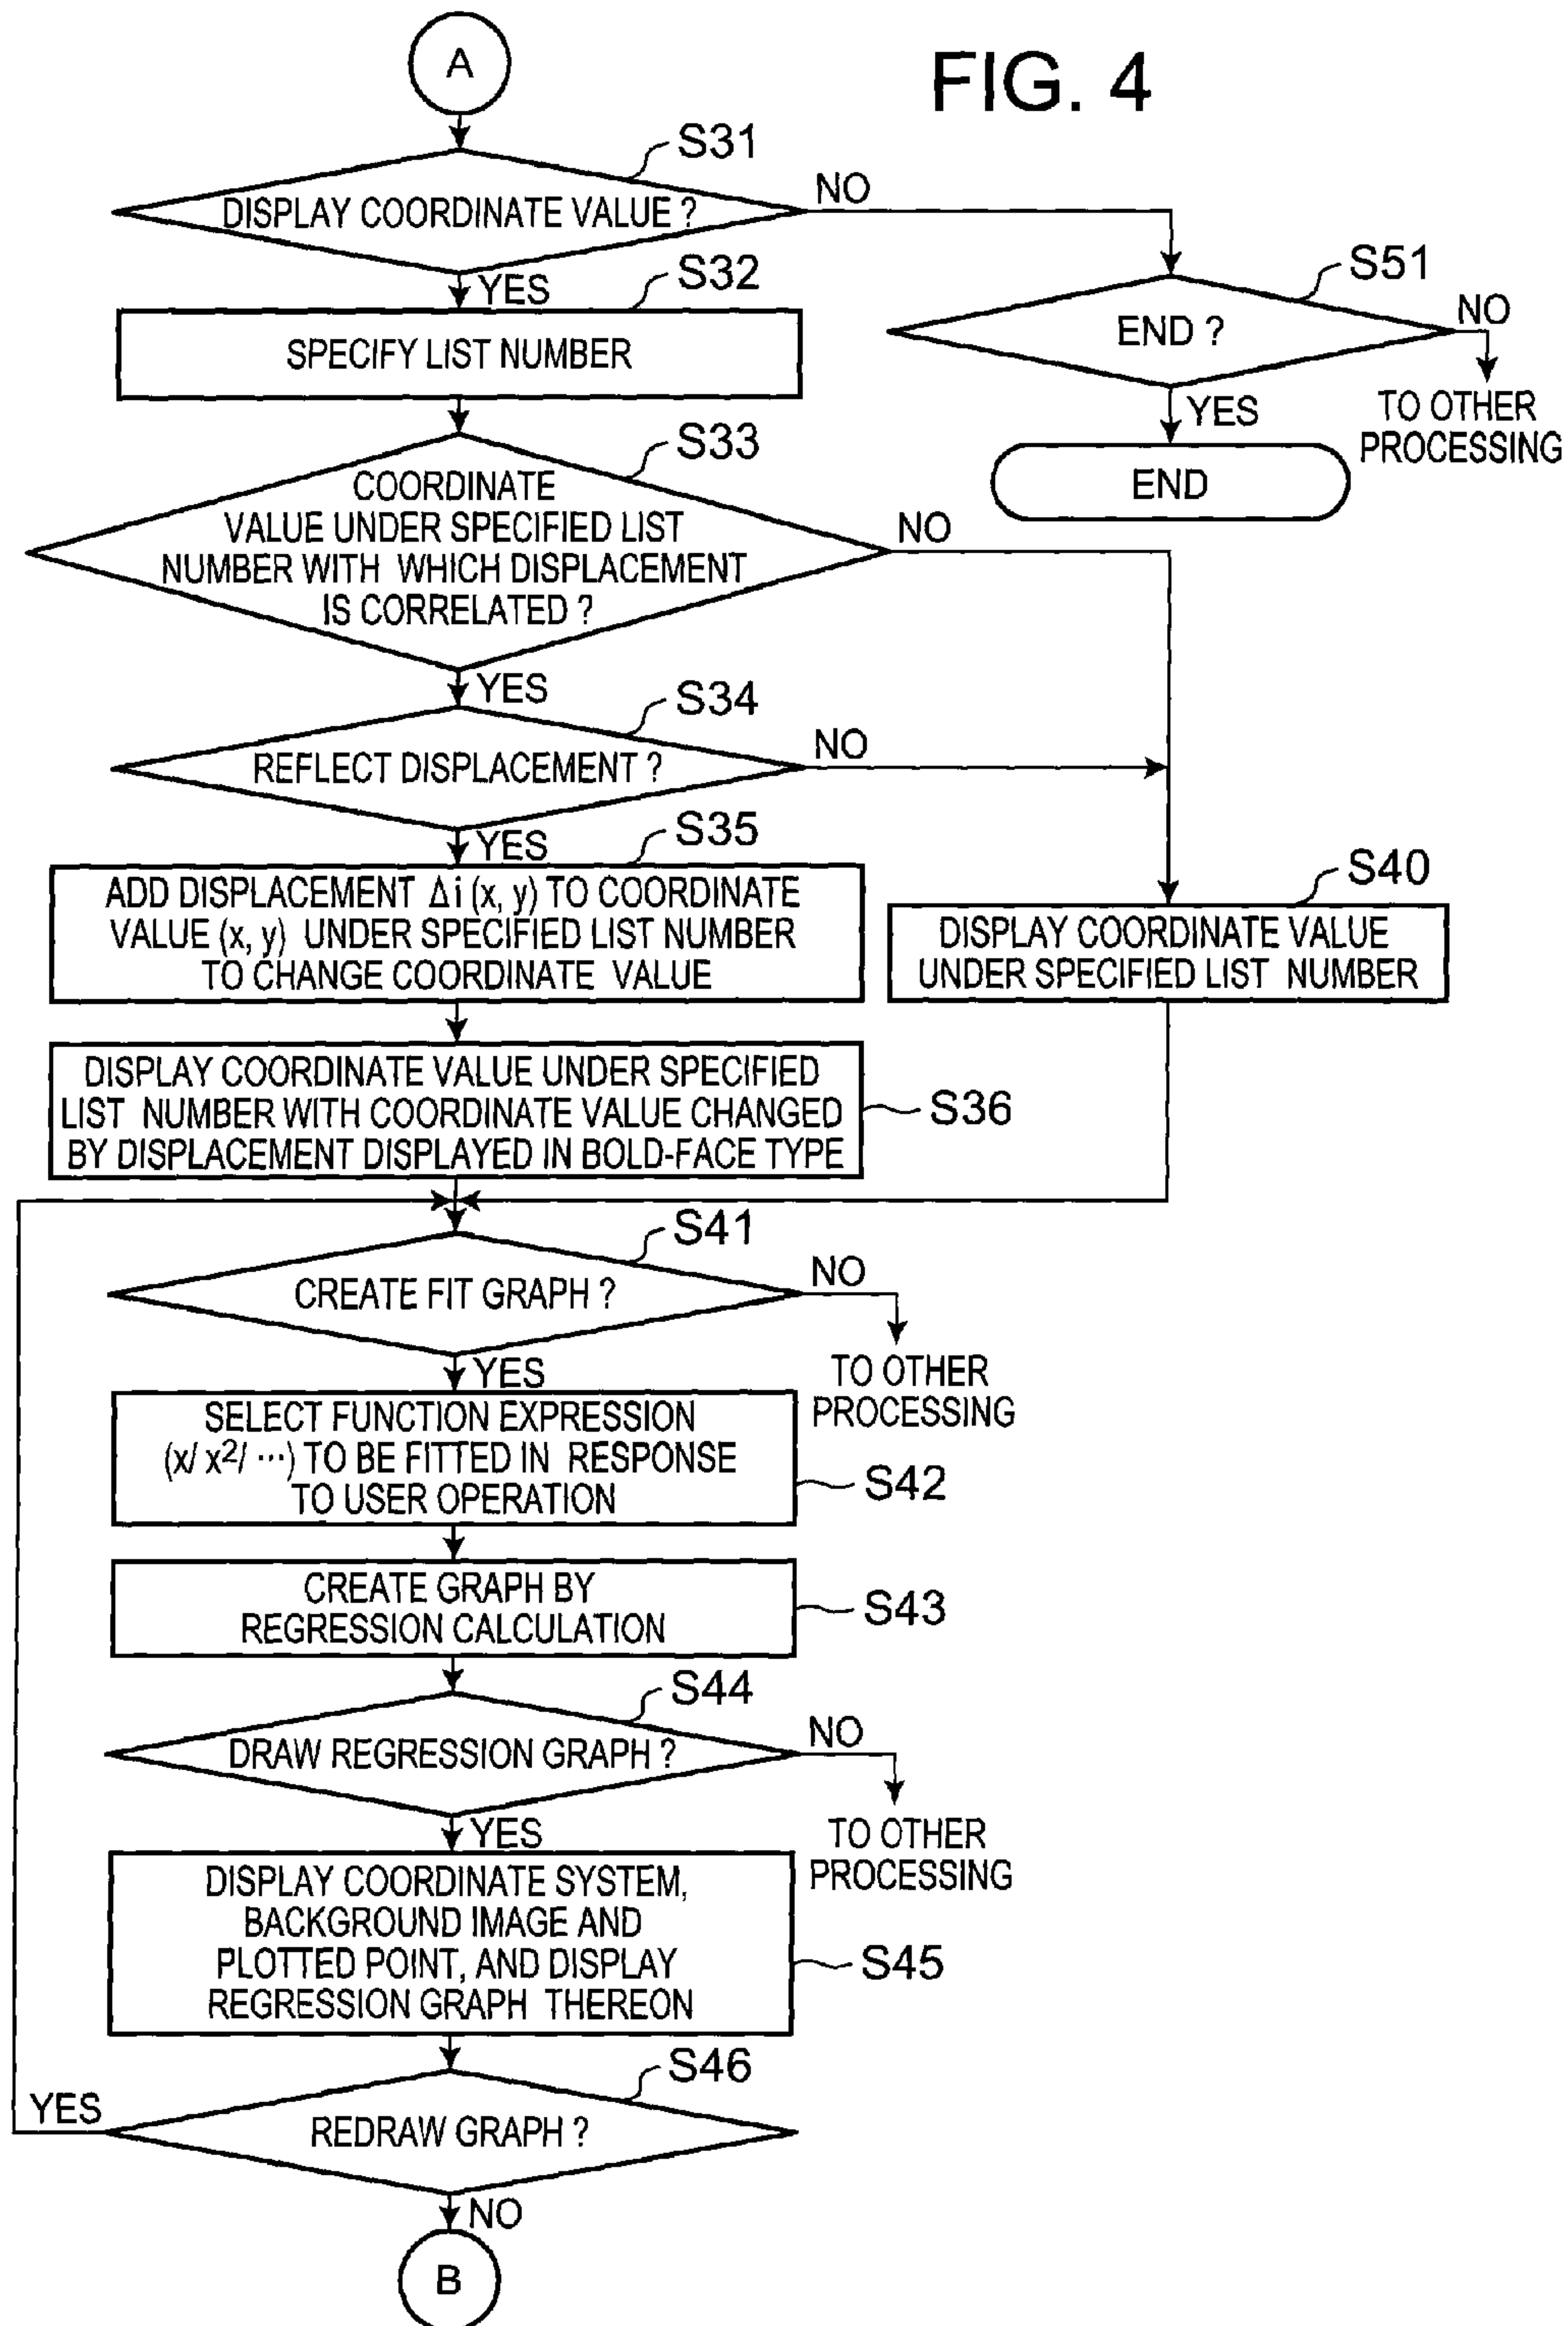 FIG. 4
A
S31
DISPLAY COORDINATE VALUE ?
NO
YES
S32
SPECIFY LIST NUMBER
S51
END ?
NO
TO OTHER
PROCESSING
YES
END
S33
COORDINATE
VALUE UNDER SPECIFIED LIST
NUMBER WITH WHICH DISPLACEMENT
IS CORRELATED ?
NO
YES
S34
REFLECT DISPLACEMENT ?
NO
YES
S35
ADD DISPLACEMENT Δi (x, y) TO COORDINATE
VALUE (x, y) UNDER SPECIFIED LIST NUMBER
TO CHANGE COORDINATE VALUE
S40
DISPLAY COORDINATE VALUE
UNDER SPECIFIED LIST NUMBER
DISPLAY COORDINATE VALUE UNDER SPECIFIED
LIST NUMBER WITH COORDINATE VALUE CHANGED
BY DISPLACEMENT DISPLAYED IN BOLD-FACE TYPE
S36
S41
CREATE FIT GRAPH ?
NO
TO OTHER
PROCESSING
YES
SELECT FUNCTION EXPRESSION
(x/ x²/ ···) TO BE FITTED IN RESPONSE
TO USER OPERATION
S42
CREATE GRAPH BY
REGRESSION CALCULATION
S43
S44
DRAW REGRESSION GRAPH ?
NO
TO OTHER
PROCESSING
YES
DISPLAY COORDINATE SYSTEM,
BACKGROUND IMAGE AND
PLOTTED POINT, AND DISPLAY
REGRESSION GRAPH THEREON
S45
S46
YES
REDRAW GRAPH ?
NO
B